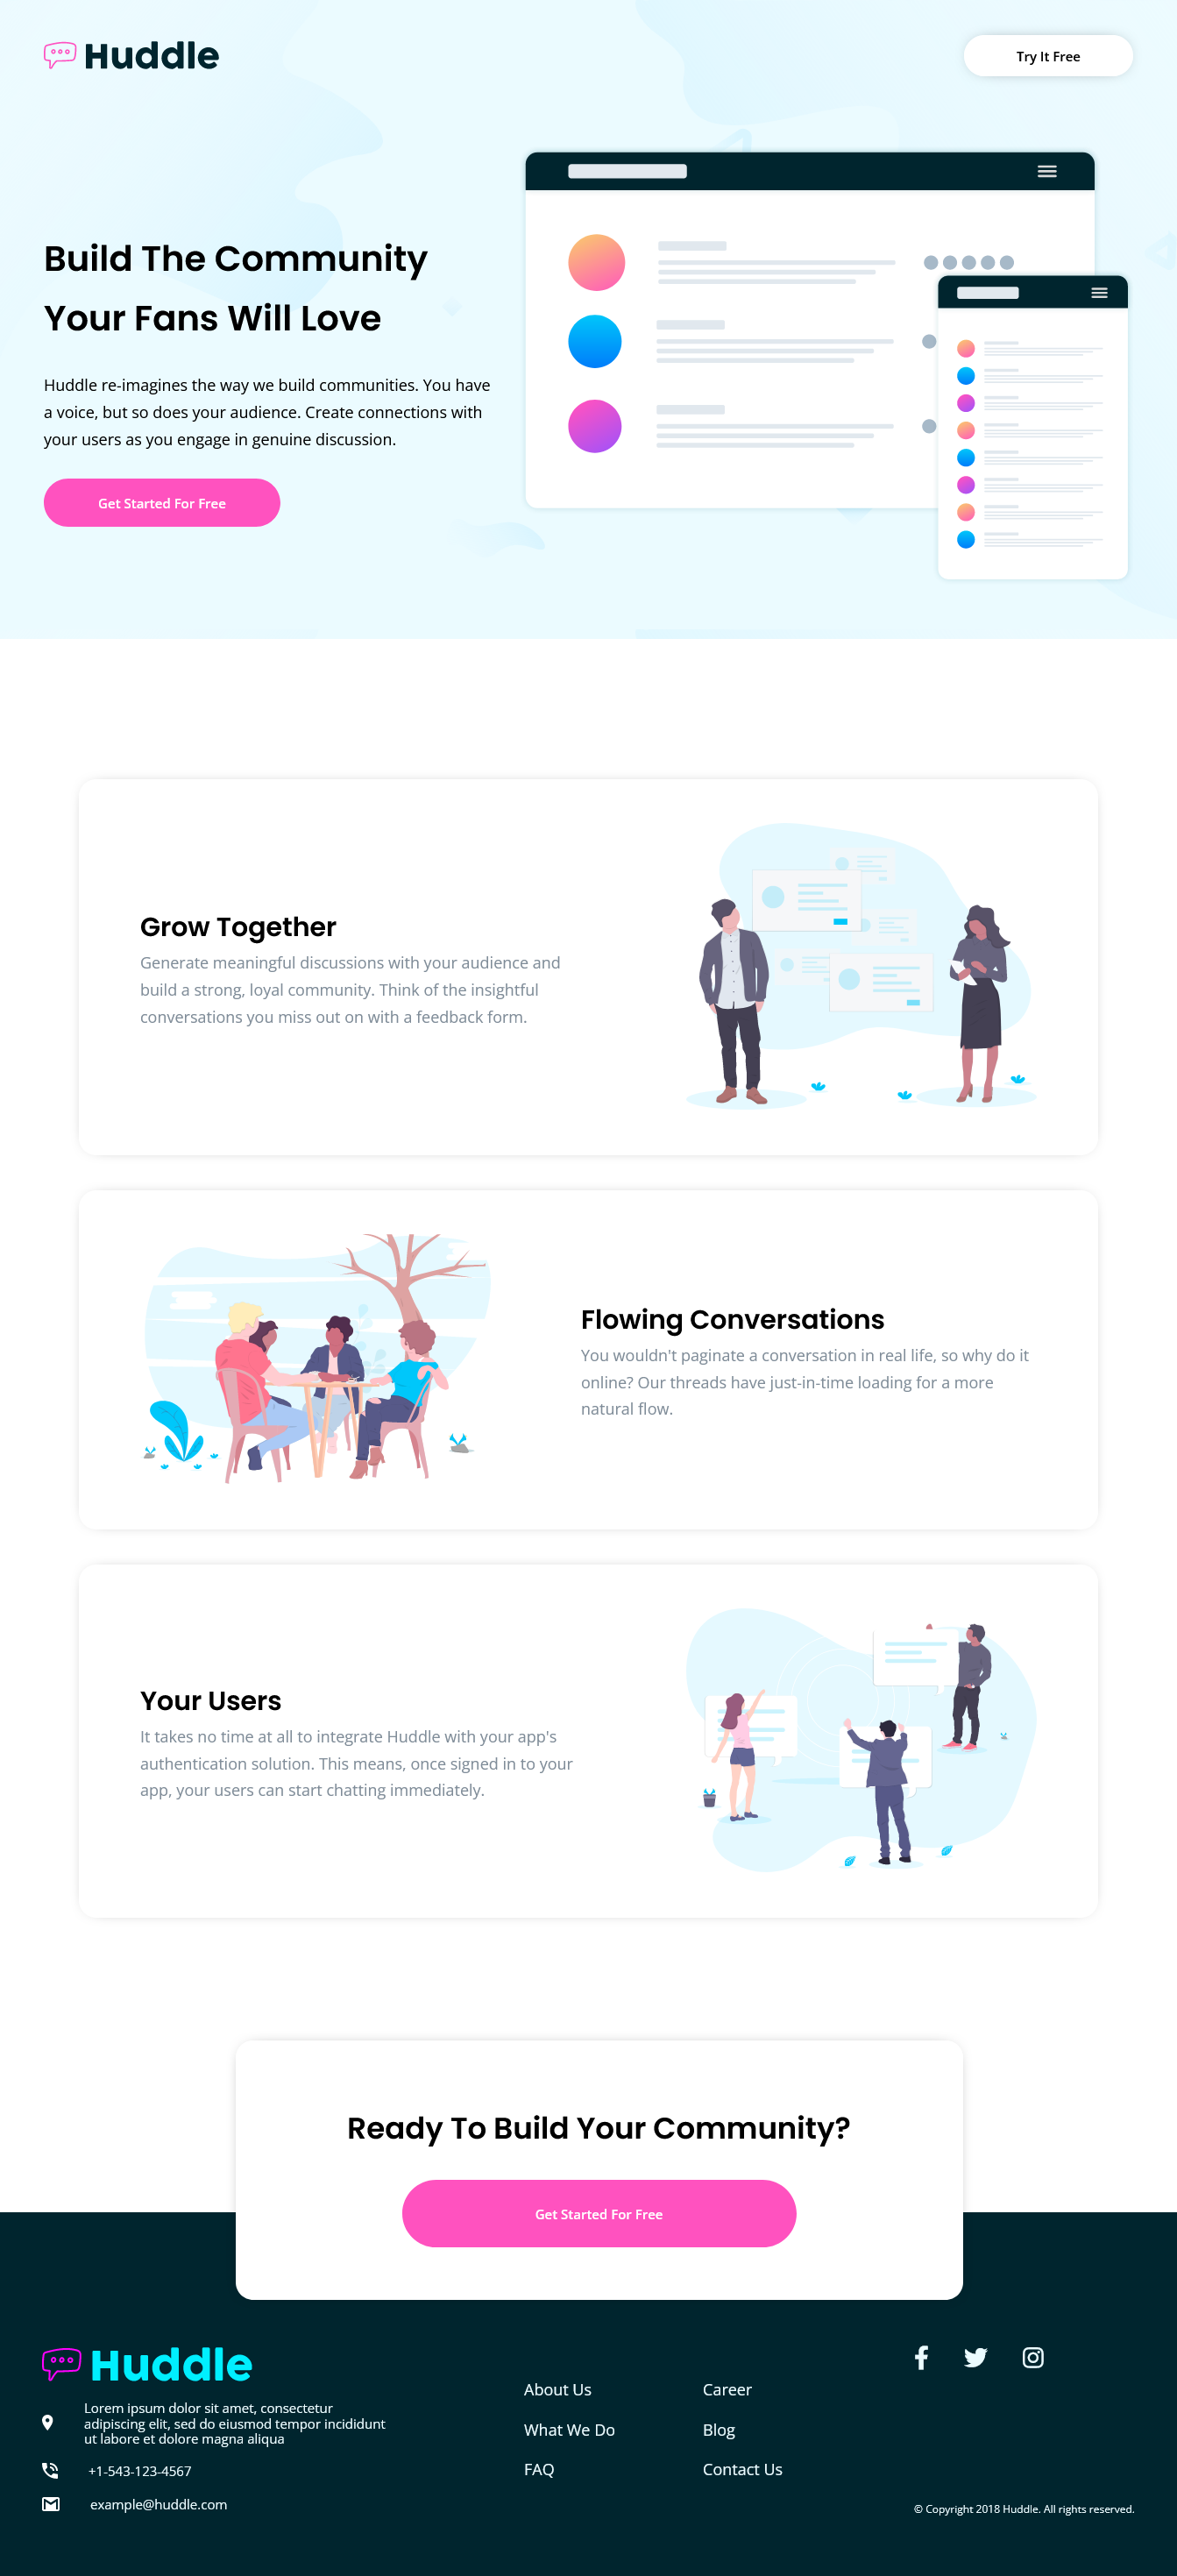 Huddle
Try It Free
Build The Community
Your Fans Will Love
Huddle re-imagines the way we build communities. You have
a voice, but so does your audience. Create connections with
your users as you engage in genuine discussion.
Get Started For Free
Grow Together
Generate meaningful discussions with your audience and
build a strong, loyal community. Think of the insightful
conversations you miss out on with a feedback form.
Flowing Conversations
You wouldn't paginate a conversation in real life, so why do it
online? Our threads have just-in-time loading for a more
natural flow.
Your Users
It takes no time at all to integrate Huddle with your app's
authentication solution. This means, once signed in to your
app, your users can start chatting immediately.
Ready To Build Your Community?
Get Started For Free
Huddle
Lorem ipsum dolor sit amet, consectetur
adipiscing elit, sed do eiusmod tempor incididunt
ut labore et dolore magna aliqua
+1-543-123-4567
example@huddle.com
About Us
What We Do
FAQ
Career
Blog
Contact Us
© Copyright 2018 Huddle. All rights reserved.